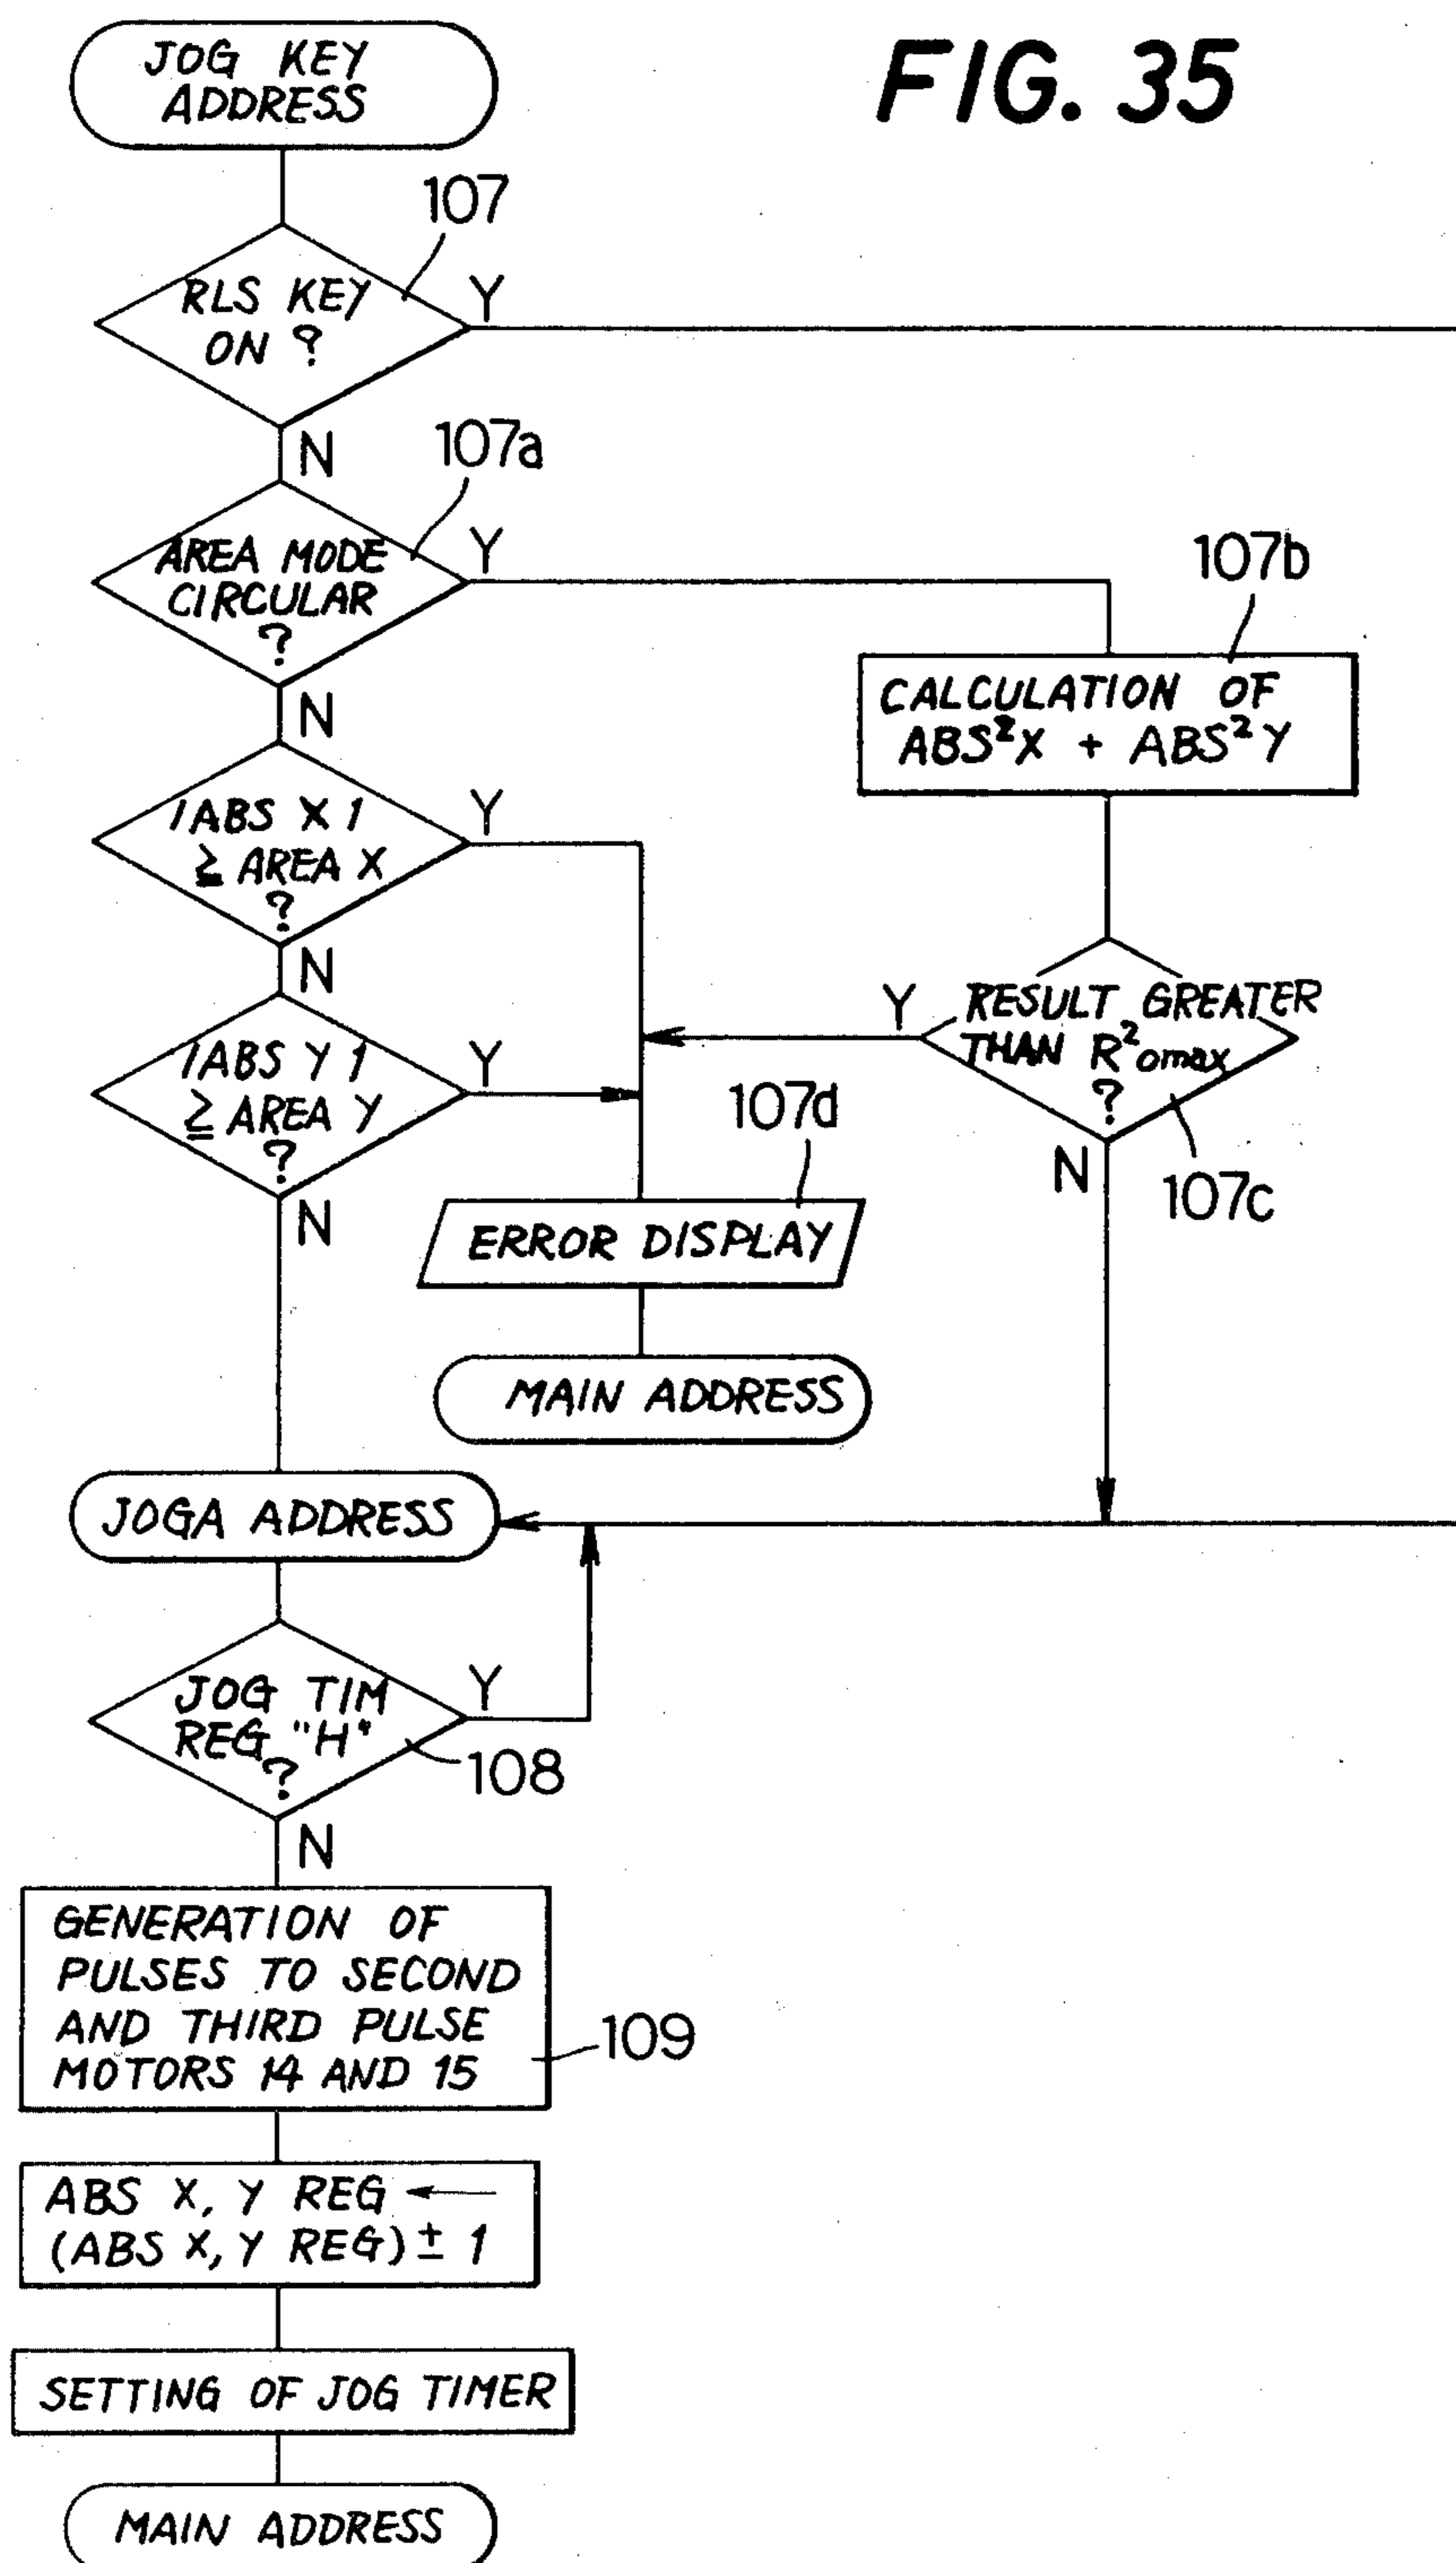 JOG KEY
ADDRESS
FIG. 35
107
RLS KEY
ON ?
Y
N
107a
AREA MODE
CIRCULAR
?
Y
N
107b
CALCULATION OF
ABS²X + ABS²Y
|ABS X|
≧ AREA X
?
Y
N
RESULT GREATER
THAN R²omax
?
Y
N
107c
|ABS Y|
≧ AREA Y
?
Y
N
107d
ERROR DISPLAY
MAIN ADDRESS
JOGA ADDRESS
JOG TIM
REG "H"
?
Y
108
N
GENERATION OF
PULSES TO SECOND
AND THIRD PULSE
MOTORS 14 AND 15
109
ABS X, Y REG ←
(ABS X, Y REG) ± 1
SETTING OF JOG TIMER
MAIN ADDRESS